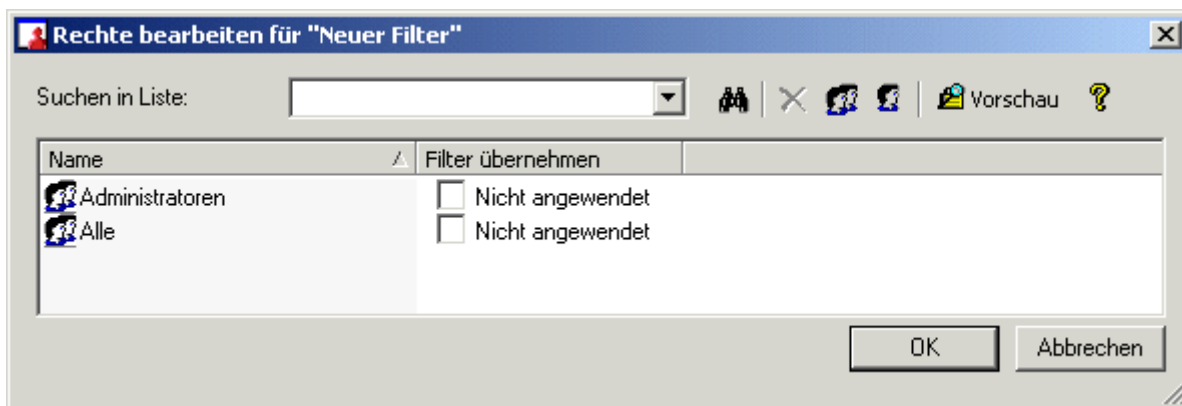 Rechte bearbeiten für "Neuer Filter"
Suchen in Liste: Vorschau
Name Filter übernehmen
Administratoren Nicht angewendet
Alle Nicht angewendet
OK Abbrechen